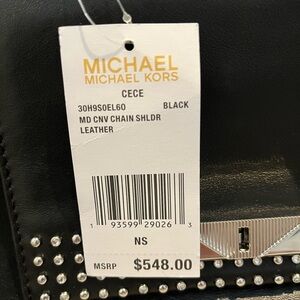 MICHAEL
MICHAEL KORS
CECE
30H9S0EL6O BLACK
MD CNV CHAIN SHLDR
LEATHER
1 93599 29026 3
NS
MSRP $548.00